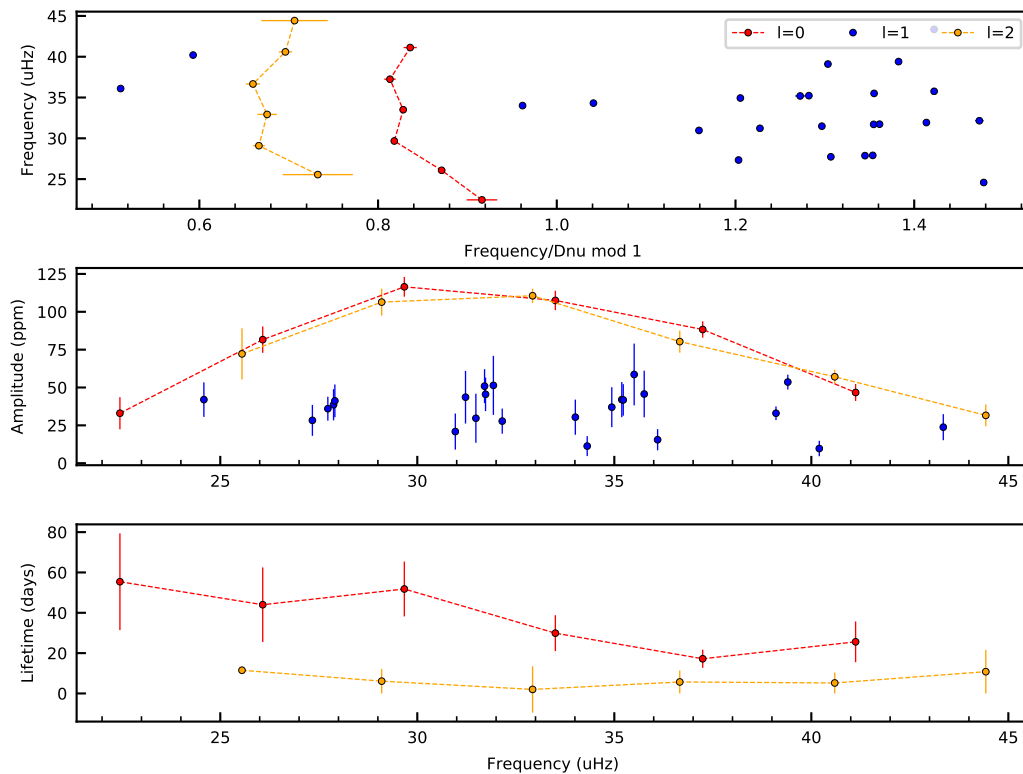 45
40
35
30
25
Frequency (uHz)
l=0
l=1
l=2
0.6 0.8 1.0 1.2 1.4
Frequency/Dnu mod 1
125
100
75
50
25
0
Amplitude (ppm)
25 30 35 40 45
80
60
40
20
0
Lifetime (days)
25 30 35 40 45
Frequency (uHz)